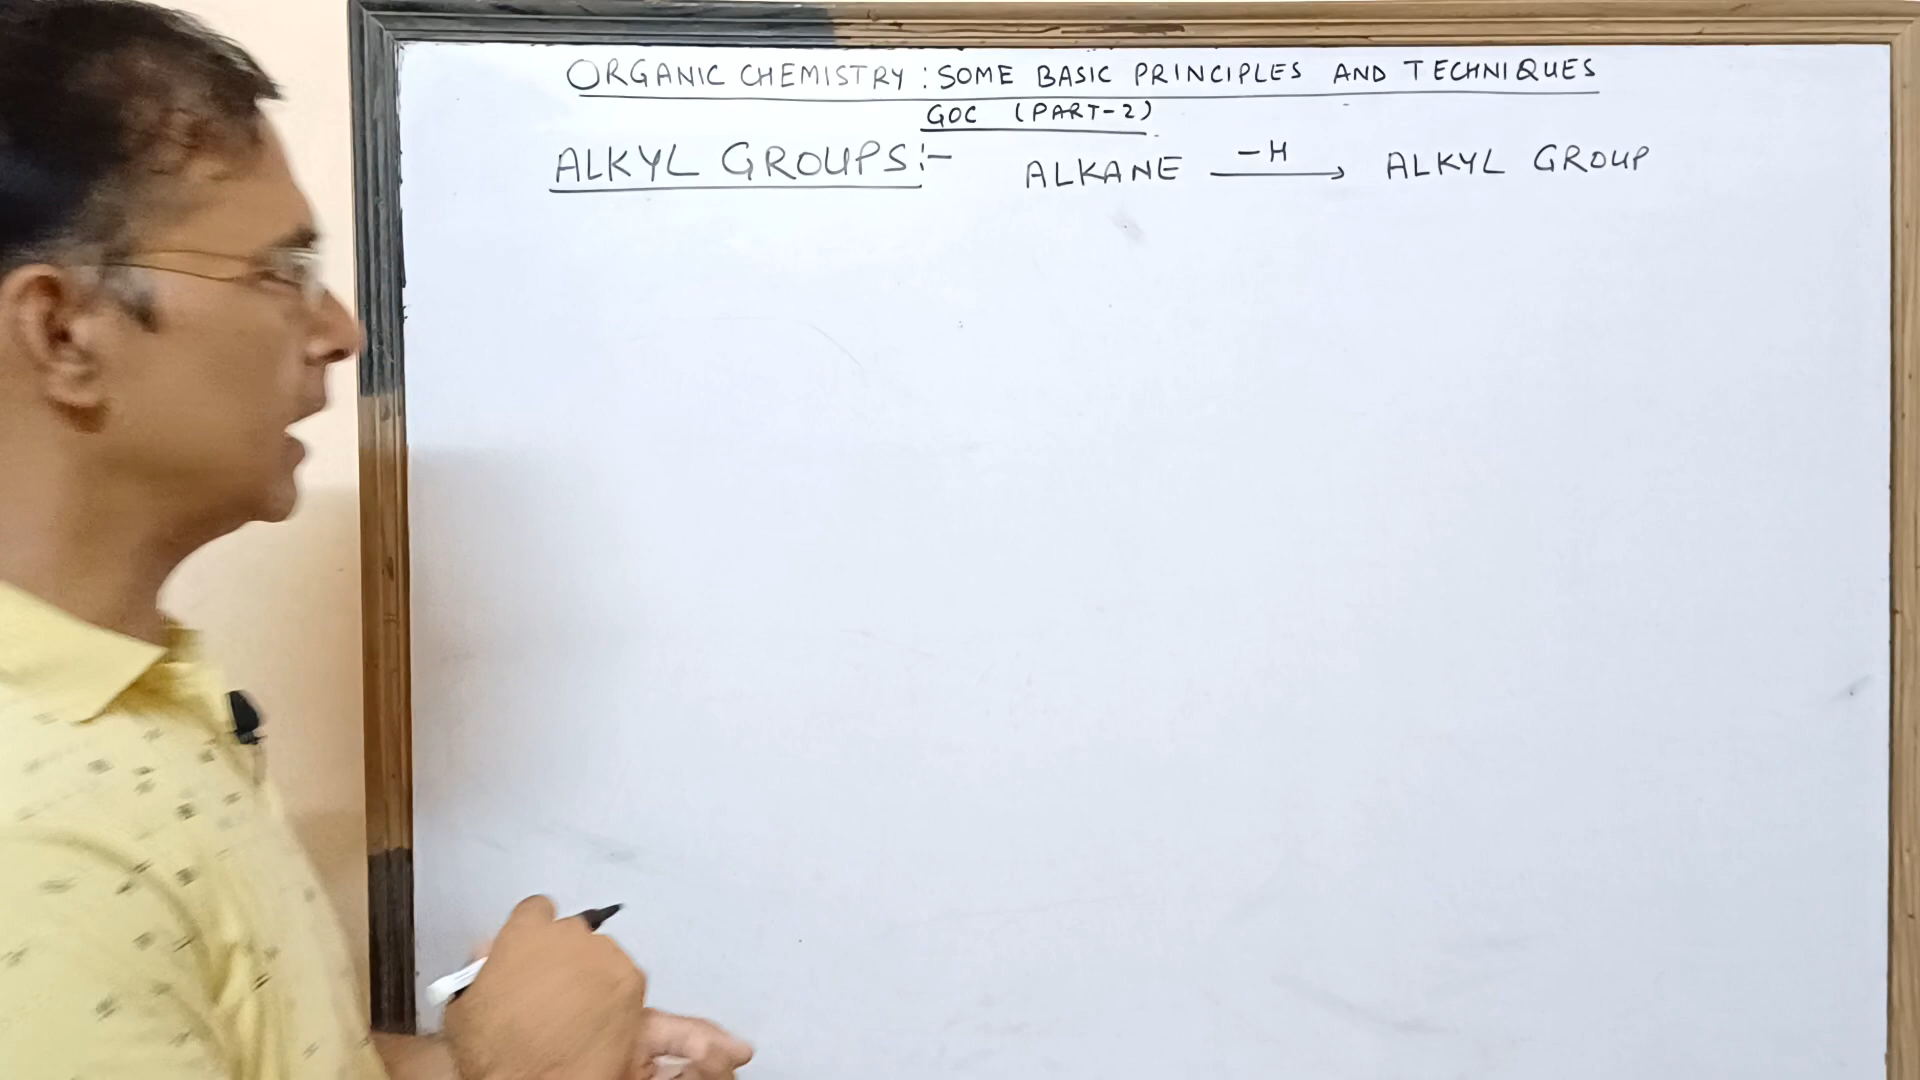 ORGANIC CHEMISTRY : SOME BASIC PRINCIPLES AND TECHNIQUES
GOC (PART-2)
ALKYL GROUPS:- ALKANE —H→ ALKYL GROUP